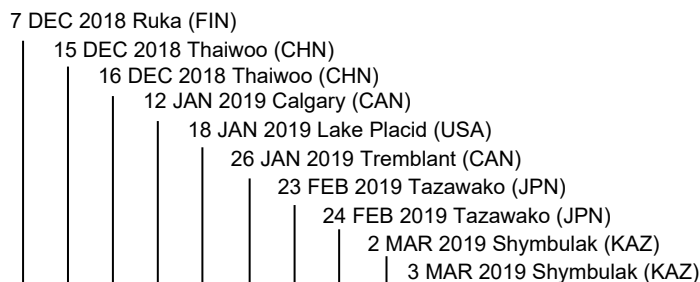 7 DEC 2018 Ruka (FIN)
15 DEC 2018 Thaiwoo (CHN)
16 DEC 2018 Thaiwoo (CHN)
12 JAN 2019 Calgary (CAN)
18 JAN 2019 Lake Placid (USA)
26 JAN 2019 Tremblant (CAN)
23 FEB 2019 Tazawako (JPN)
24 FEB 2019 Tazawako (JPN)
2 MAR 2019 Shymbulak (KAZ)
3 MAR 2019 Shymbulak (KAZ)